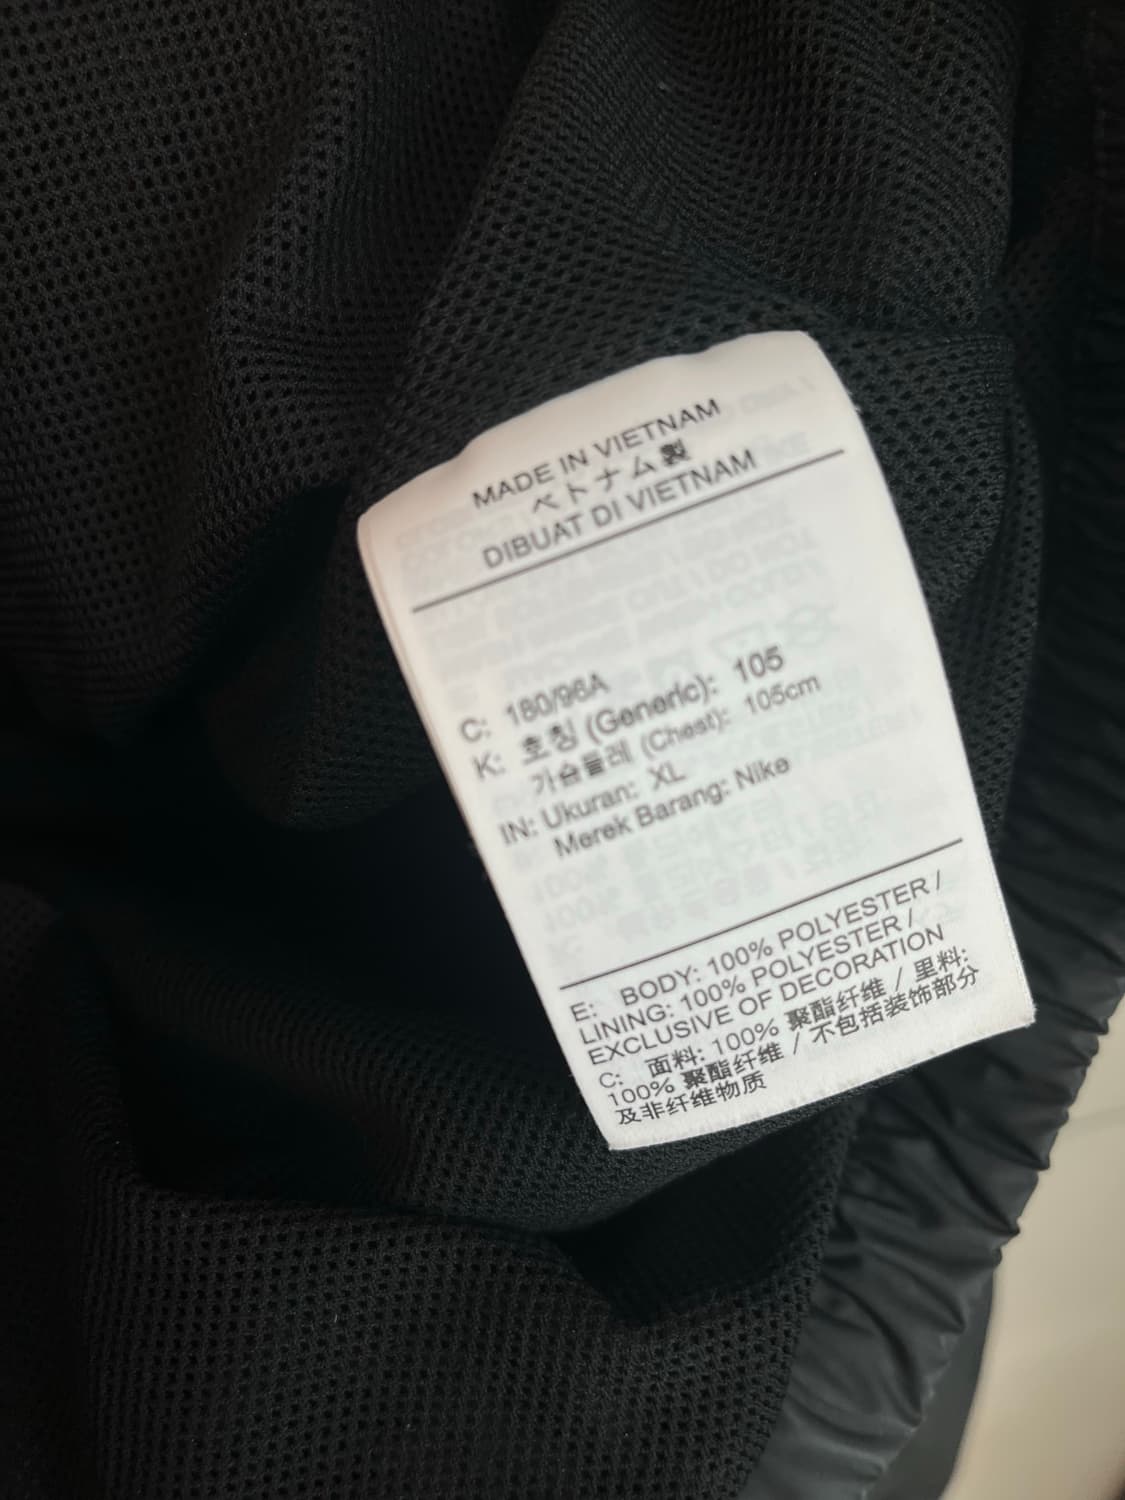 MADE IN VIETNAM
ベトナム製
DIBUAT DI VIETNAM
C: 180/96A
K: 호칭 (Generic): 105
가슴둘레 (Chest): 105cm
IN: Ukuran: XL
Merek Barang: Nike
E: BODY: 100% POLYESTER /
LINING: 100% POLYESTER /
EXCLUSIVE OF DECORATION
C: 面料: 100% 聚酯纤维 / 里料:
100% 聚酯纤维 / 不包括装饰部分
及非纤维物质